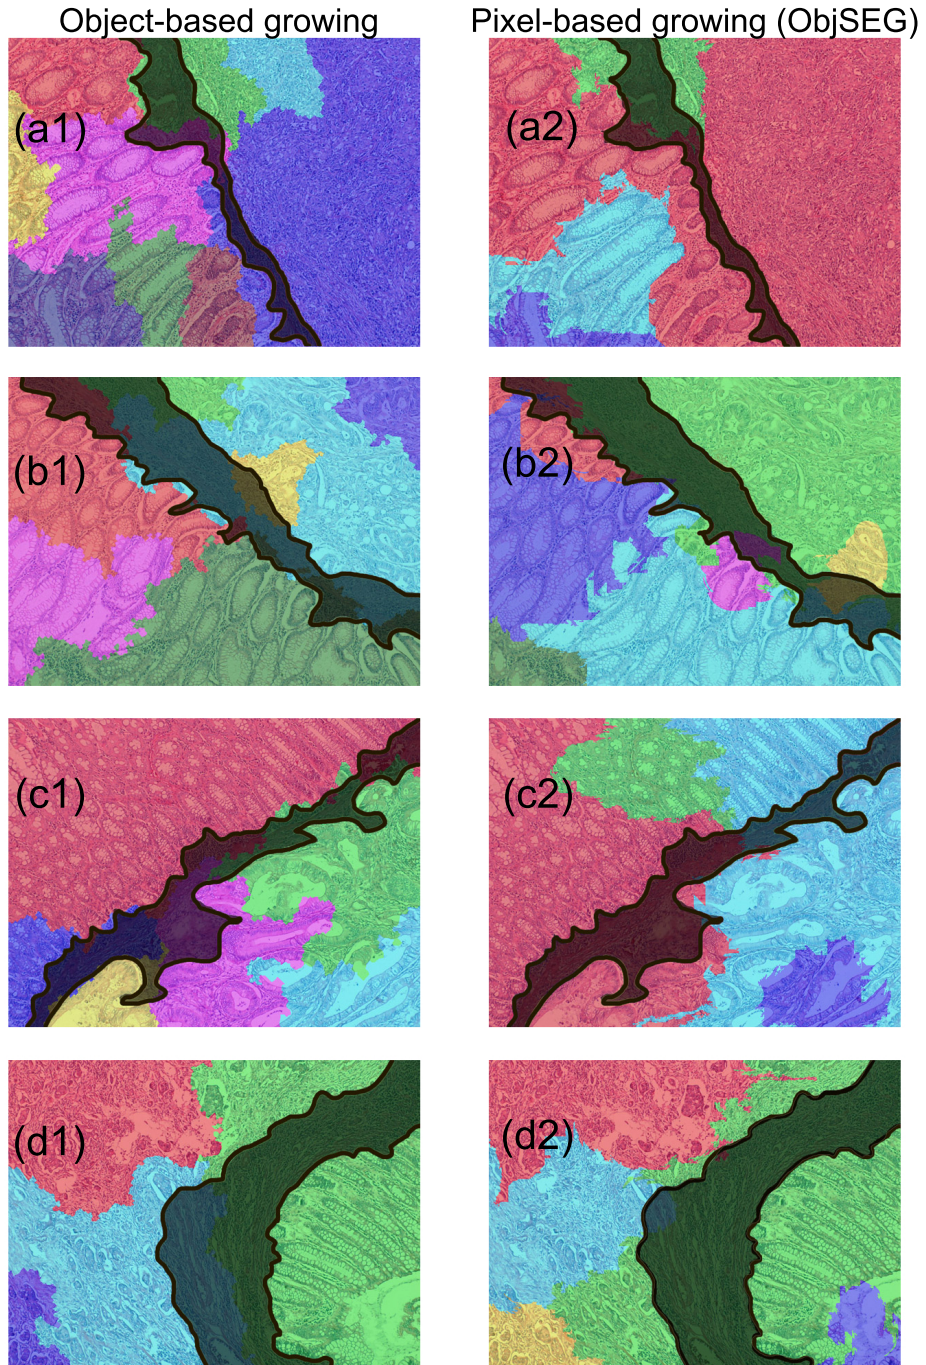 Object-based growing
Pixel-based growing (ObjSEG)
(a1)
(a2)
(b1)
(b2)
(c1)
(c2)
(d1)
(d2)